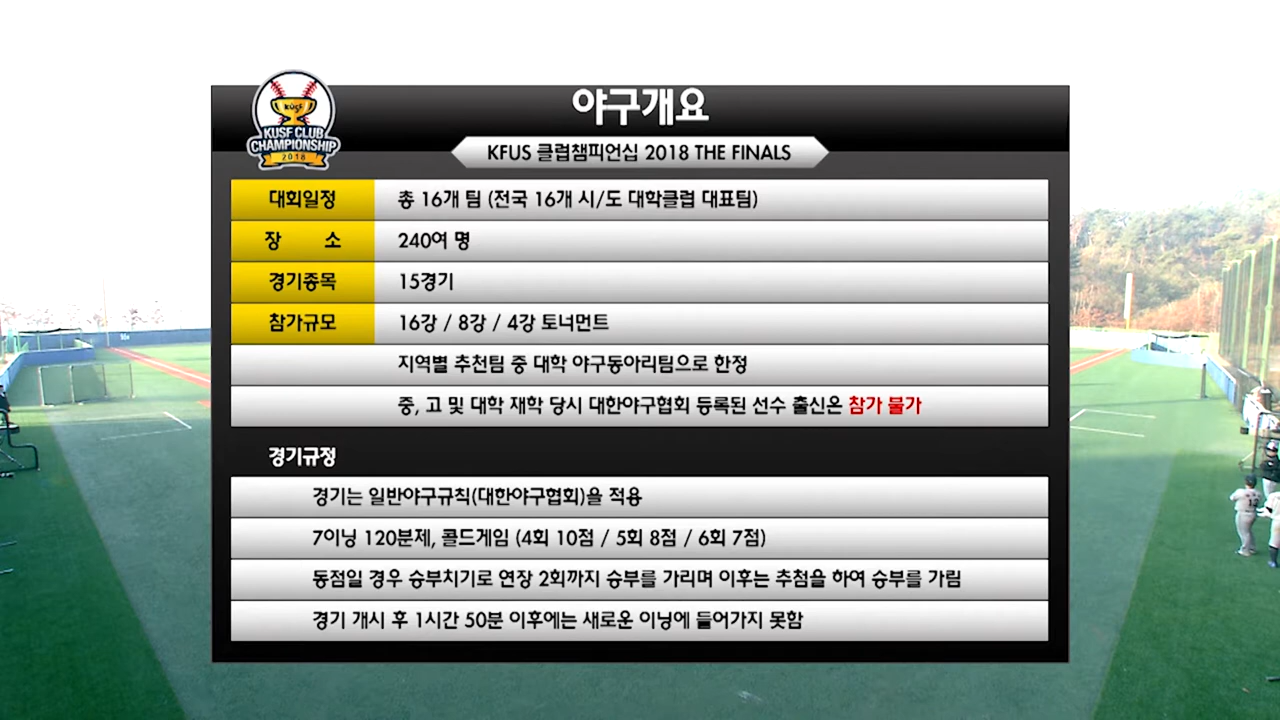 KUSF
KUSF CLUB
CHAMPIONSHIP
2018
야구개요
KFUS 클럽챔피언십 2018 THE FINALS
대회일정 총 16개 팀 (전국 16개 시/도 대학클럽 대표팀)
장 소 240여 명
경기종목 15경기
참가규모 16강 / 8강 / 4강 토너먼트
지역별 추천팀 중 대학 야구동아리팀으로 한정
중, 고 및 대학 재학 당시 대한야구협회 등록된 선수 출신은 참가 불가
경기규정
경기는 일반야구규칙(대한야구협회)을 적용
7이닝 120분제, 콜드게임 (4회 10점 / 5회 8점 / 6회 7점)
동점일 경우 승부치기로 연장 2회까지 승부를 가리며 이후는 추첨을 하여 승부를 가림
경기 개시 후 1시간 50분 이후에는 새로운 이닝에 들어가지 못함